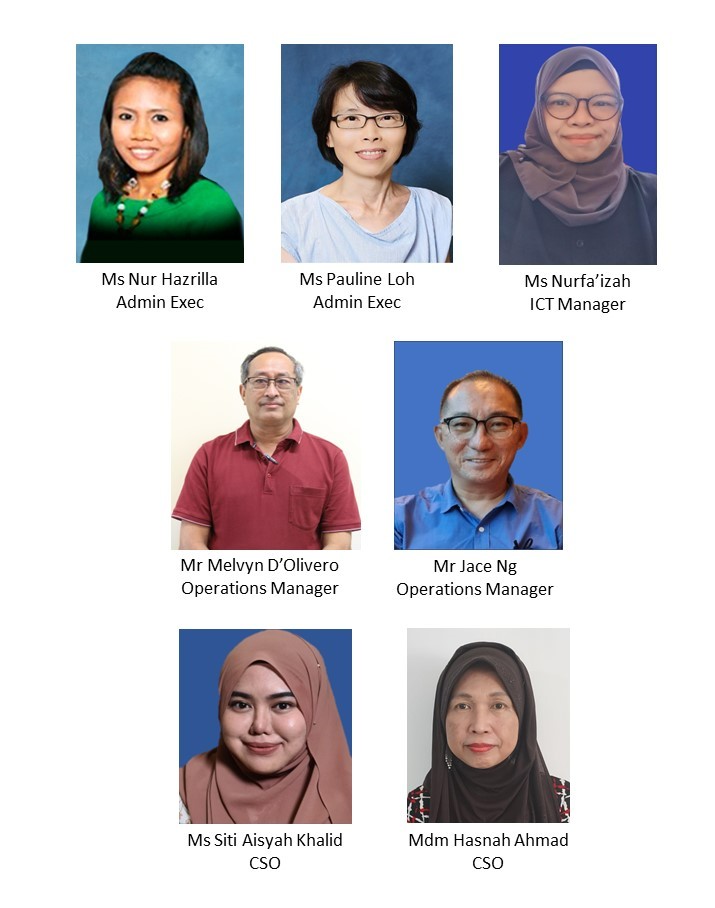 Ms Nur Hazrilla
Admin Exec
Ms Pauline Loh
Admin Exec
Ms Nurfa’izah
ICT Manager
Mr Melvyn D’Olivero
Operations Manager
Mr Jace Ng
Operations Manager
Ms Siti Aisyah Khalid
CSO
Mdm Hasnah Ahmad
CSO